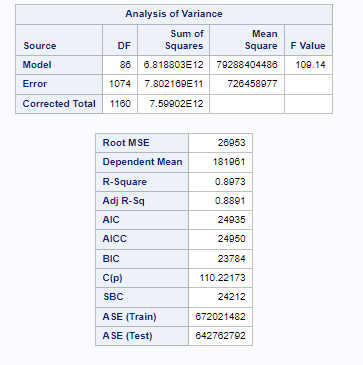 Analysis of Variance
Source DF Sum of Squares Mean Square F Value
Model 86 6.818803E12 79288404486 109.14
Error 1074 7.802169E11 726458977
Corrected Total 1160 7.59902E12
Root MSE 26953
Dependent Mean 181961
R-Square 0.8973
Adj R-Sq 0.8891
AIC 24935
AICC 24950
BIC 23784
C(p) 110.22173
SBC 24212
ASE (Train) 672021482
ASE (Test) 642762792